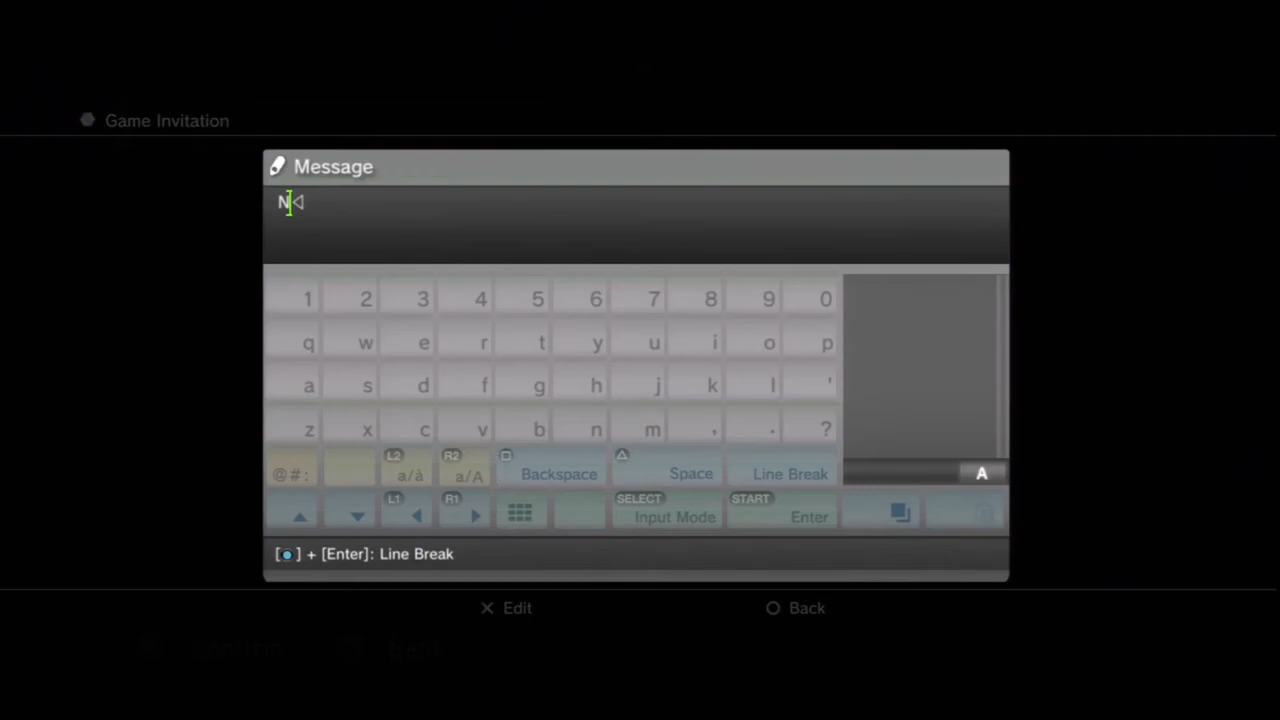 Game Invitation
Message
N
1 2 3 4 5 6 7 8 9 0
q w e r t y u i o p
a s d f g h j k l '
z x c v b n m , . ?
@#: L2 a/à R2 a/A Backspace Space Line Break A
L1 R1 SELECT Input Mode START Enter
[ ] + [Enter]: Line Break
Edit Back